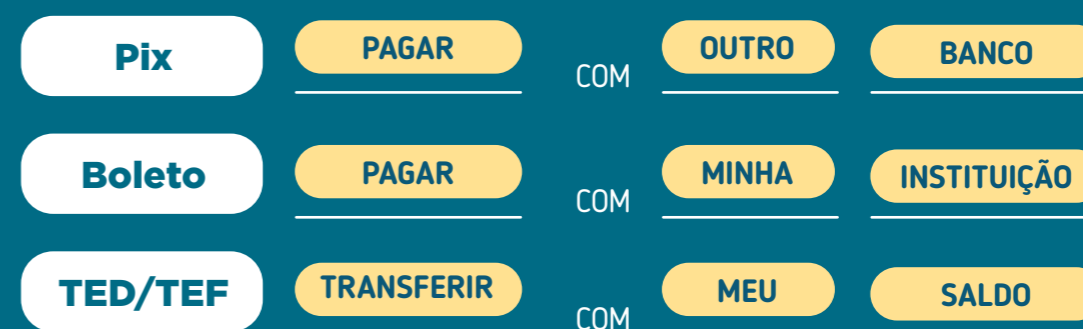 Pix PAGAR COM OUTRO BANCO
Boleto PAGAR COM MINHA INSTITUIÇÃO
TED/TEF TRANSFERIR COM MEU SALDO